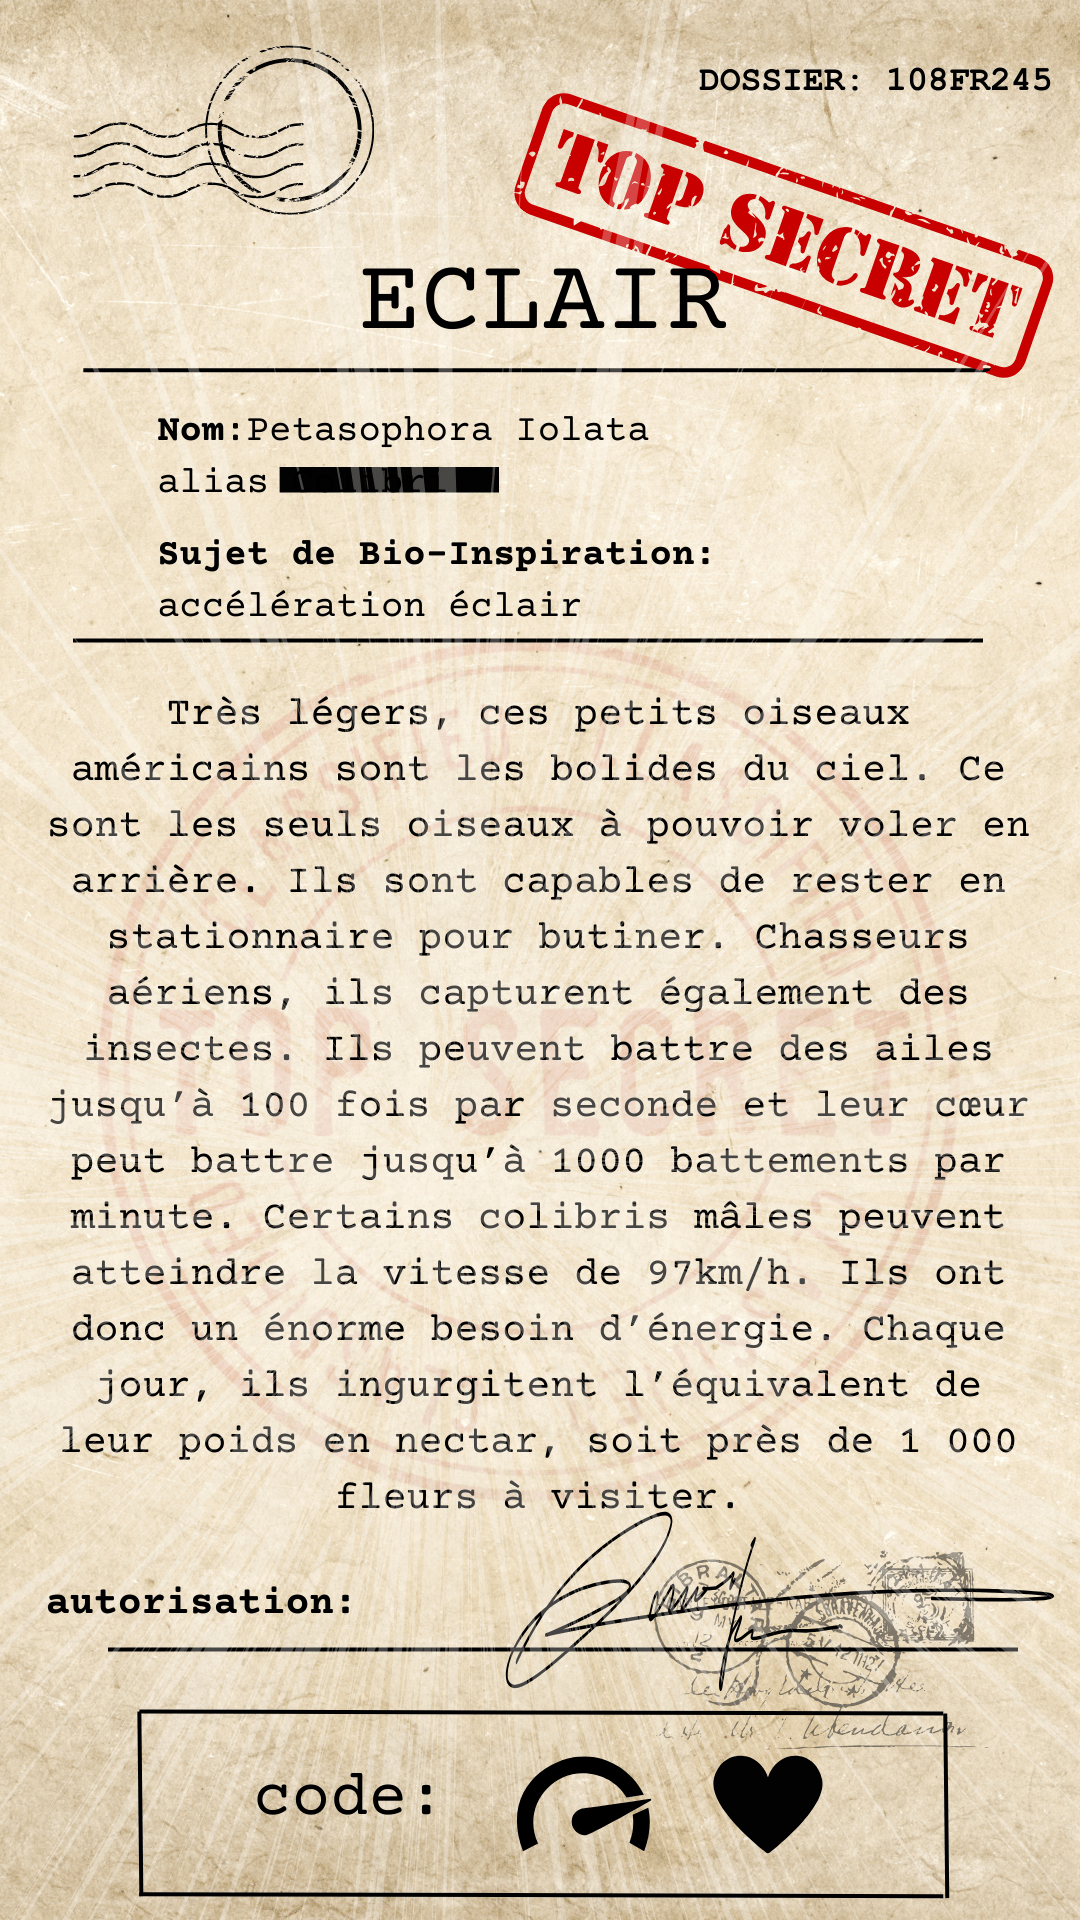 DOSSIER: 108FR245
TOP SECRET
ECLAIR
Nom:Petasophora Iolata
alias
Sujet de Bio-Inspiration:
accélération éclair
Très légers, ces petits oiseaux
américains sont les bolides du ciel. Ce
sont les seuls oiseaux à pouvoir voler en
arrière. Ils sont capables de rester en
stationnaire pour butiner. Chasseurs
aériens, ils capturent également des
insectes. Ils peuvent battre des ailes
jusqu’à 100 fois par seconde et leur cœur
peut battre jusqu’à 1000 battements par
minute. Certains colibris mâles peuvent
atteindre la vitesse de 97km/h. Ils ont
donc un énorme besoin d’énergie. Chaque
jour, ils ingurgitent l’équivalent de
leur poids en nectar, soit près de 1 000
fleurs à visiter.
TOP SECRET
autorisation:
code: